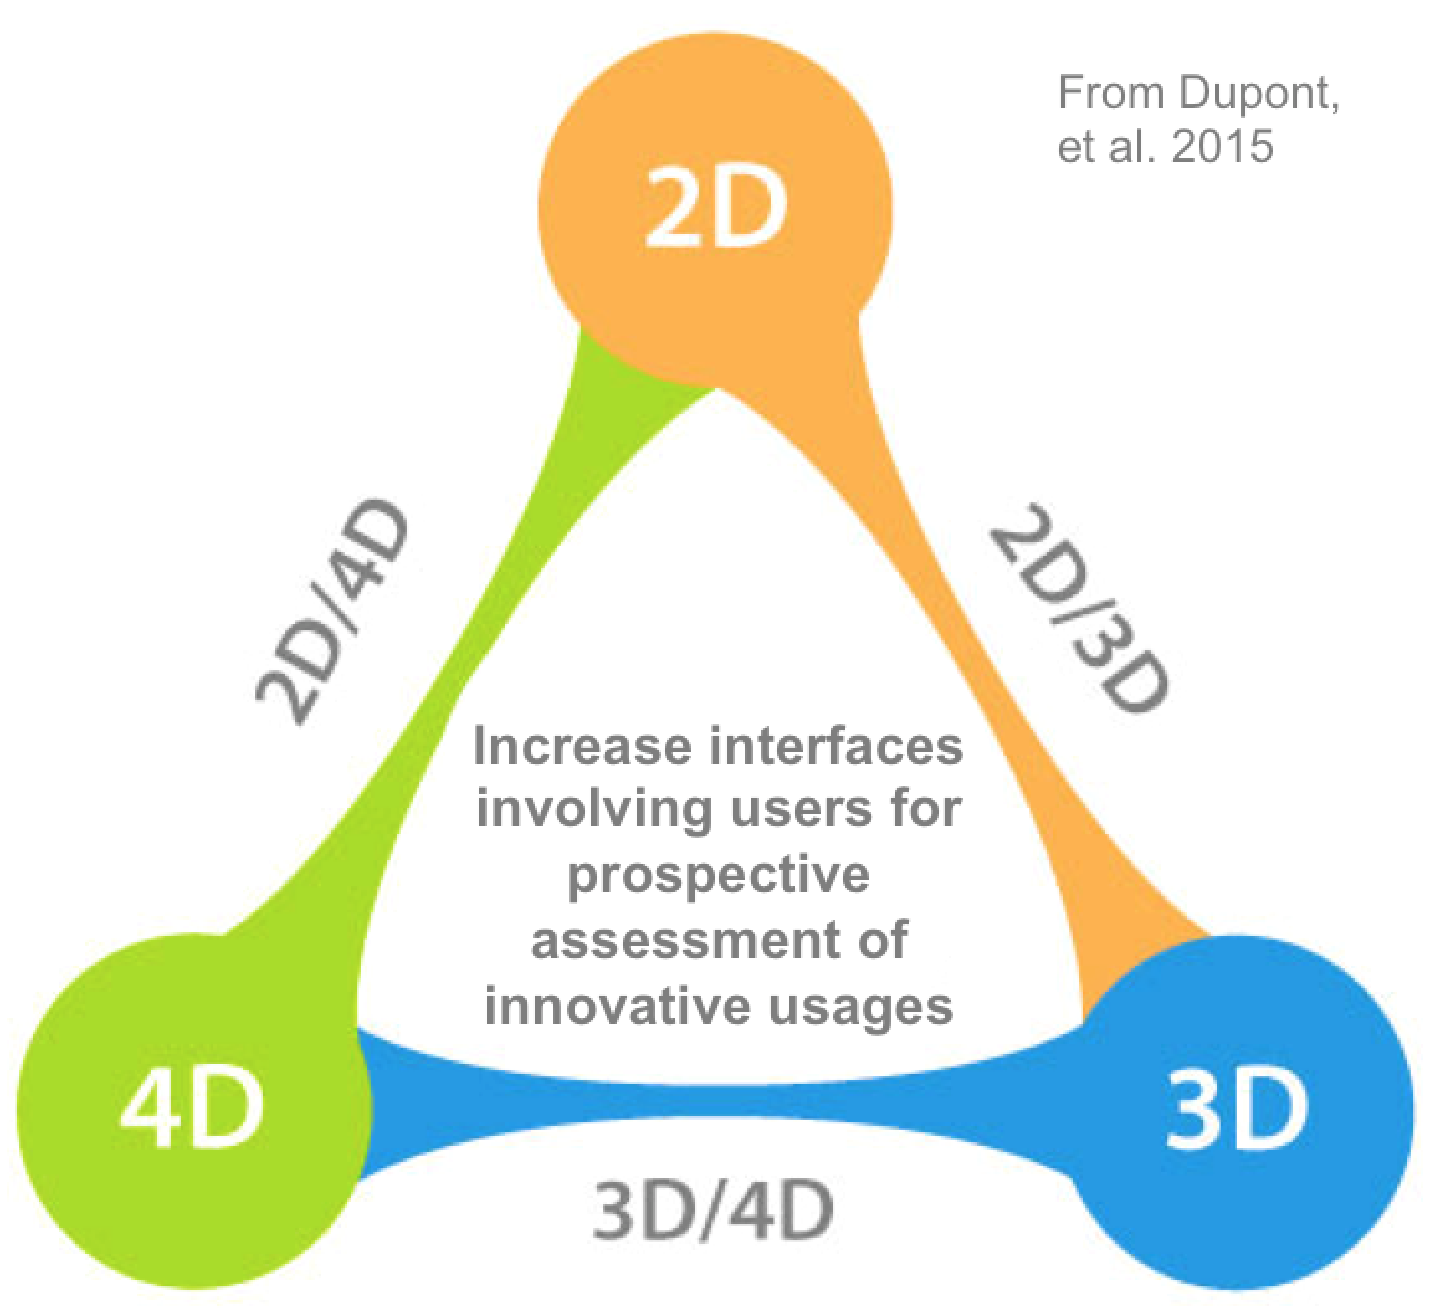 From Dupont,
et al. 2015
2D
2D/4D
2D/3D
Increase interfaces
involving users for
prospective
assessment of
innovative usages
4D
3D
3D/4D